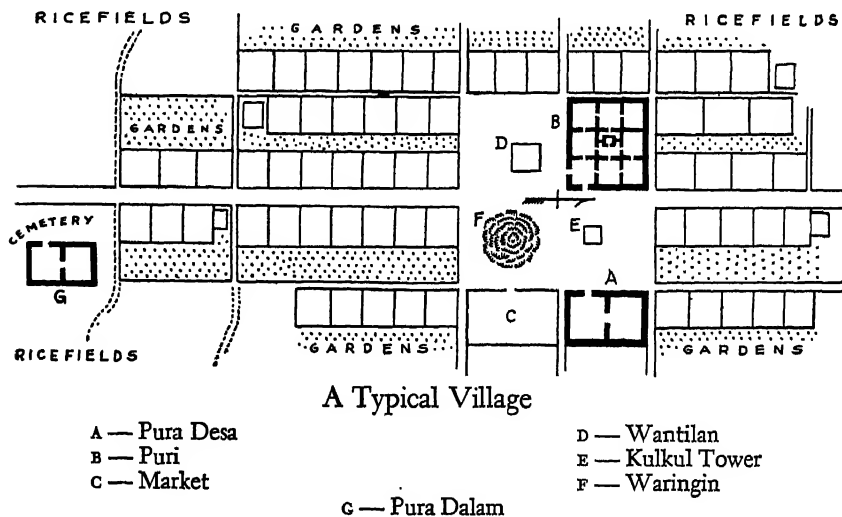 RICEFIELDS
GARDENS
RICEFIELDS
B
GARDENS
D
CEMETERY
F
E
G
A
C
RICEFIELDS
GARDENS
GARDENS
A Typical Village
A — Pura Desa
B — Puri
C — Market
D — Wantilan
E — Kulkul Tower
F — Waringin
G — Pura Dalam